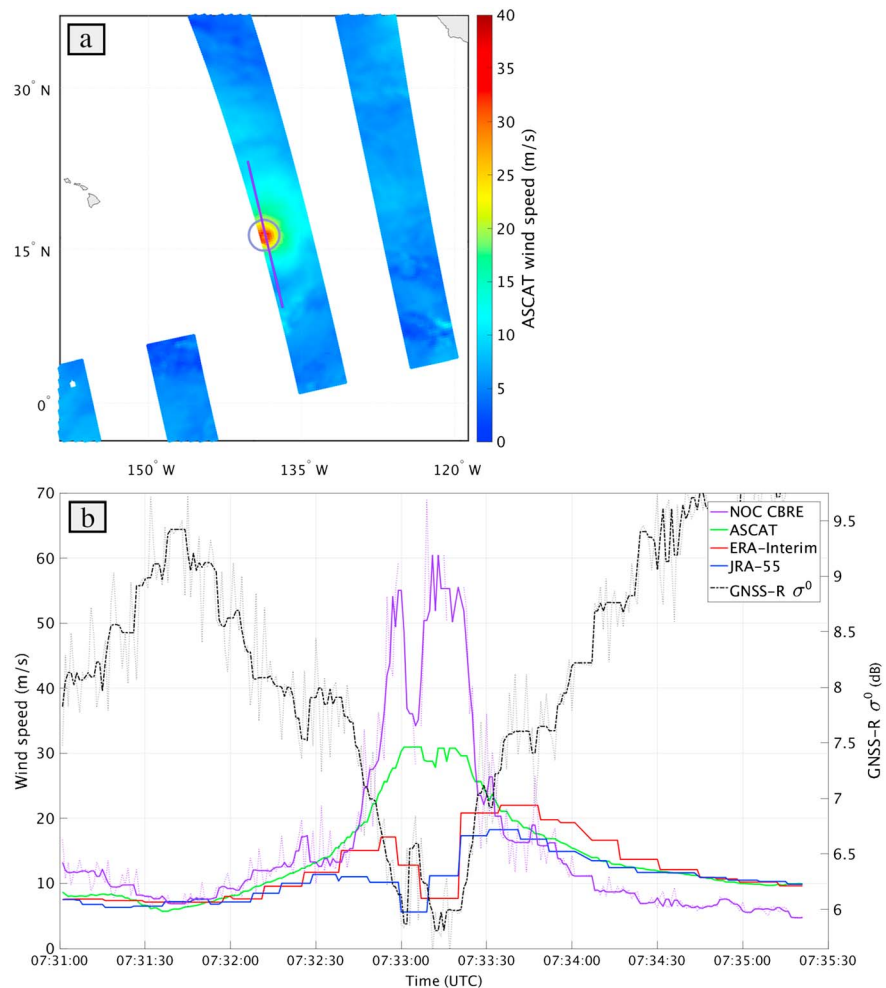 a
30° N
15° N
0°
150° W
135° W
120° W
40
35
30
25
20
15
10
5
0
ASCAT wind speed (m/s)
b
70
60
50
40
30
20
10
0
Wind speed (m/s)
NOC CBRE
ASCAT
ERA-Interim
JRA-55
GNSS-R σ⁰
9.5
9
8.5
8
7.5
7
6.5
6
GNSS-R σ⁰ (dB)
07:31:00 07:31:30 07:32:00 07:32:30 07:33:00 07:33:30 07:34:00 07:34:30 07:35:00 07:35:30
Time (UTC)